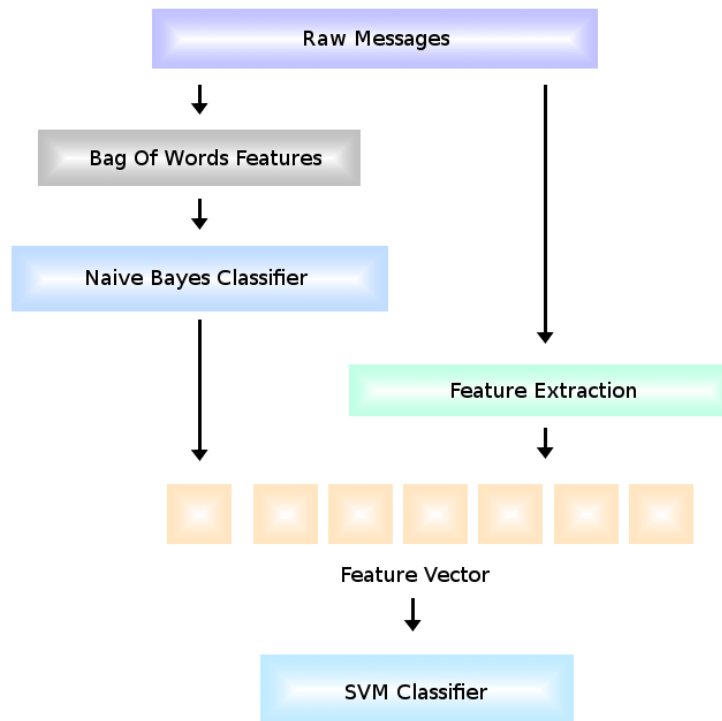 Raw Messages
Bag Of Words Features
Naive Bayes Classifier
Feature Extraction
Feature Vector
SVM Classifier